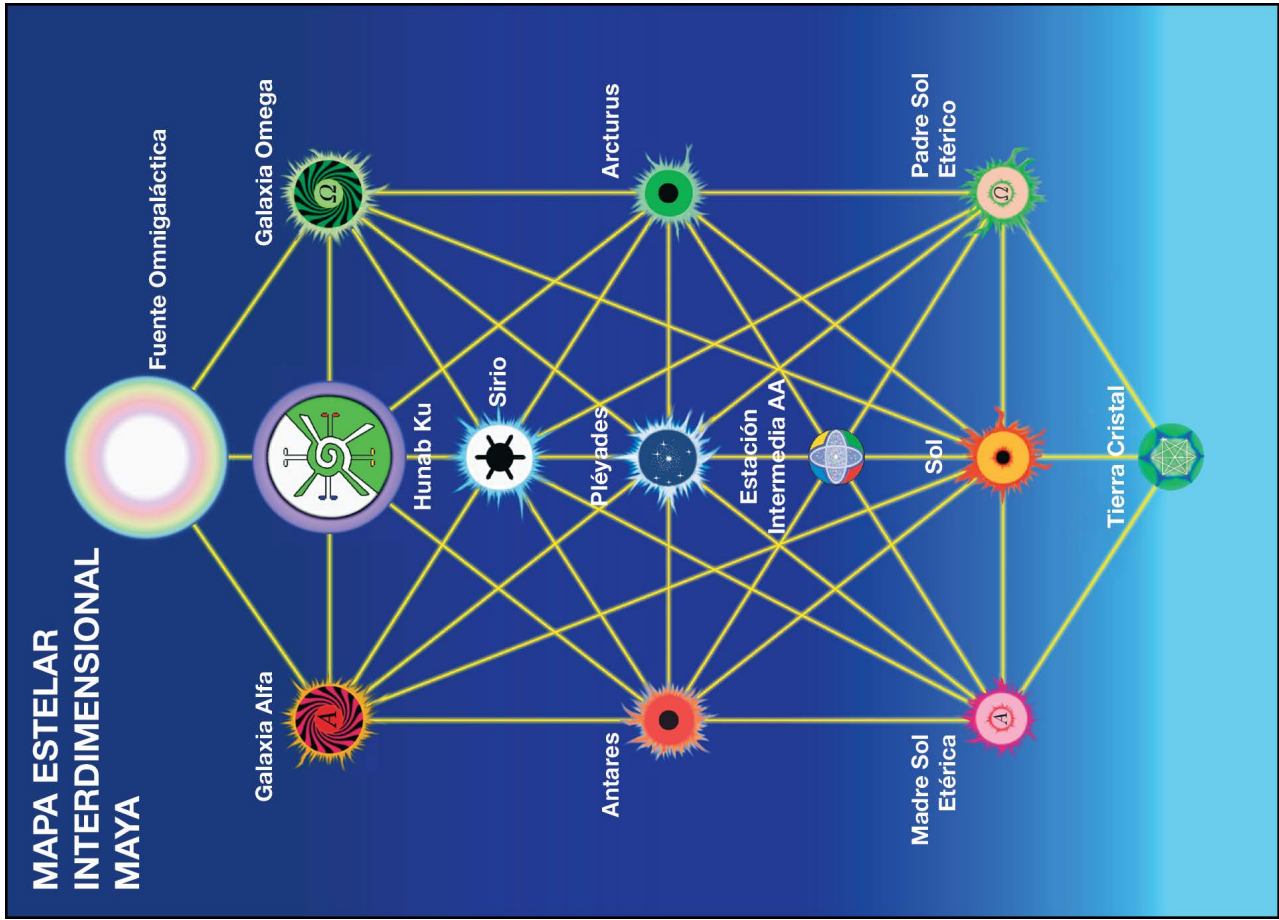 MAPA ESTELAR
INTERDIMENSIONAL
MAYA
Fuente Omnigaláctica
Galaxia Alfa
Hunab Ku
Galaxia Omega
A
Ω
Sirio
Antares
Pléyades
Arcturus
Estación
Intermedia AA
Madre Sol
Etérica
Sol
Padre Sol
Etérico
A
Ω
Tierra Cristal